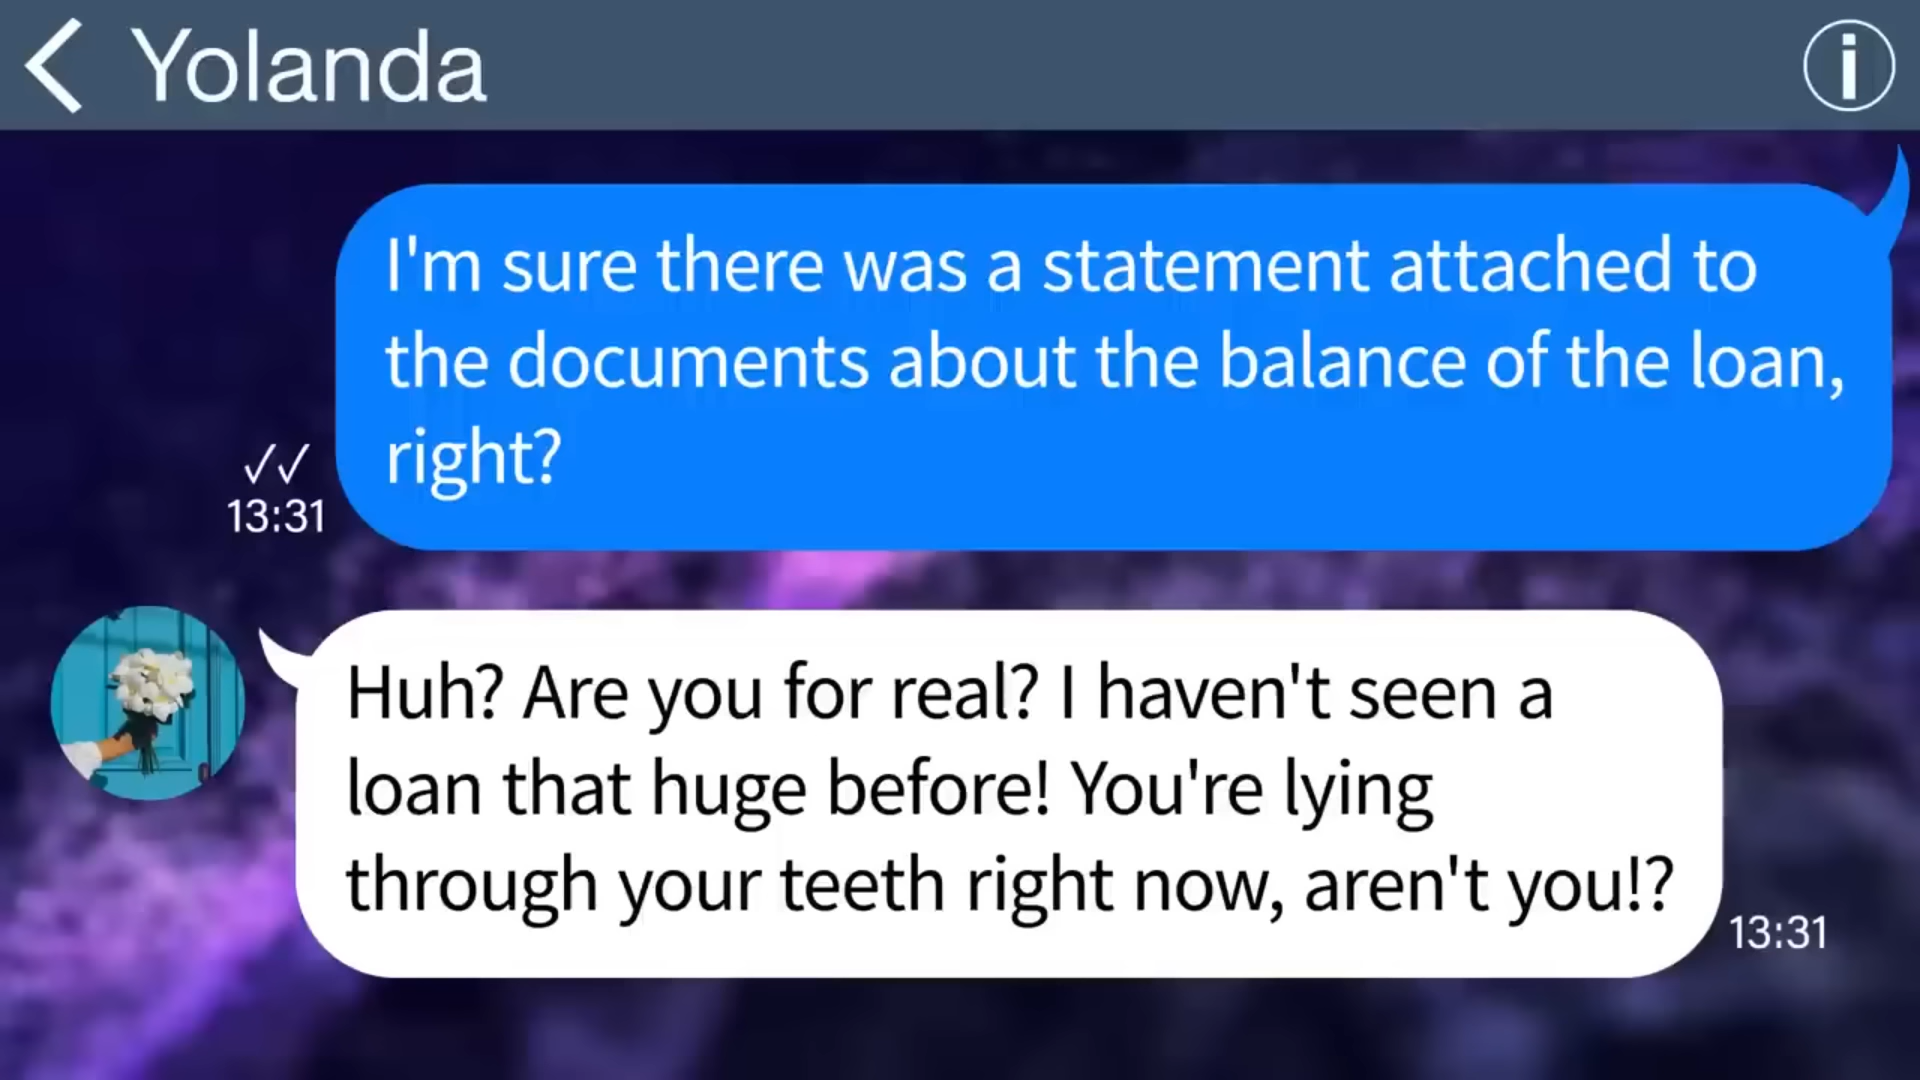 Yolanda
I'm sure there was a statement attached to
the documents about the balance of the loan,
right?
✓✓
13:31
Huh? Are you for real? I haven't seen a
loan that huge before! You're lying
through your teeth right now, aren't you!?
13:31